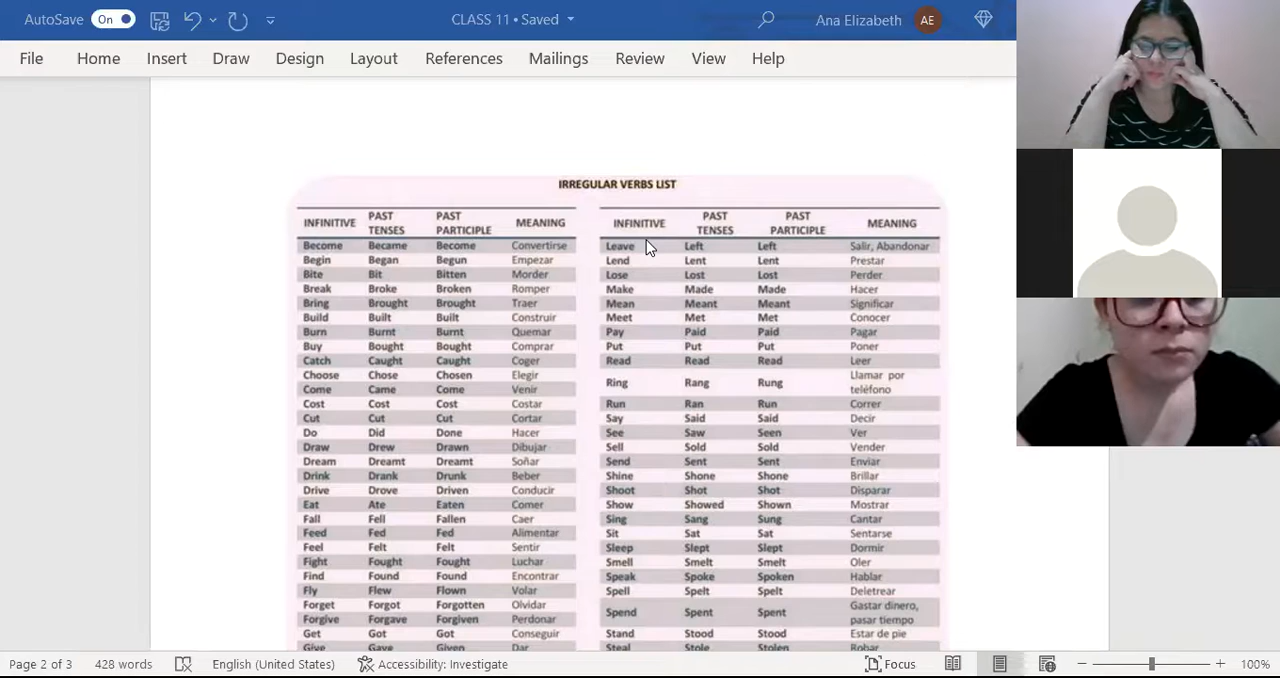 AutoSave On CLASS 11 • Saved Ana Elizabeth AE
File Home Insert Draw Design Layout References Mailings Review View Help
IRREGULAR VERBS LIST
INFINITIVE PAST TENSES PAST PARTICIPLE MEANING
Become Became Become Convertirse
Begin Began Begun Empezar
Bite Bit Bitten Morder
Break Broke Broken Romper
Bring Brought Brought Traer
Build Built Built Construir
Burn Burnt Burnt Quemar
Buy Bought Bought Comprar
Catch Caught Caught Coger
Choose Chose Chosen Elegir
Come Came Come Venir
Cost Cost Cost Costar
Cut Cut Cut Cortar
Do Did Done Hacer
Draw Drew Drawn Dibujar
Dream Dreamt Dreamt Soñar
Drink Drank Drunk Beber
Drive Drove Driven Conducir
Eat Ate Eaten Comer
Fall Fell Fallen Caer
Feed Fed Fed Alimentar
Feel Felt Felt Sentir
Fight Fought Fought Luchar
Find Found Found Encontrar
Fly Flew Flown Volar
Forget Forgot Forgotten Olvidar
Forgive Forgave Forgiven Perdonar
Get Got Got Conseguir
Give Gave Given Dar
INFINITIVE PAST TENSES PAST PARTICIPLE MEANING
Leave Left Left Salir, Abandonar
Lend Lent Lent Prestar
Lose Lost Lost Perder
Make Made Made Hacer
Mean Meant Meant Significar
Meet Met Met Conocer
Pay Paid Paid Pagar
Put Put Put Poner
Read Read Read Leer
Ring Rang Rung Llamar por teléfono
Run Ran Run Correr
Say Said Said Decir
See Saw Seen Ver
Sell Sold Sold Vender
Send Sent Sent Enviar
Shine Shone Shone Brillar
Shoot Shot Shot Disparar
Show Showed Shown Mostrar
Sing Sang Sung Cantar
Sit Sat Sat Sentarse
Sleep Slept Slept Dormir
Smell Smelt Smelt Oler
Speak Spoke Spoken Hablar
Spell Spelt Spelt Deletrear
Spend Spent Spent Gastar dinero, pasar tiempo
Stand Stood Stood Estar de pie
Steal Stole Stolen Robar
Page 2 of 3 428 words English (United States) Accessibility: Investigate Focus 100%